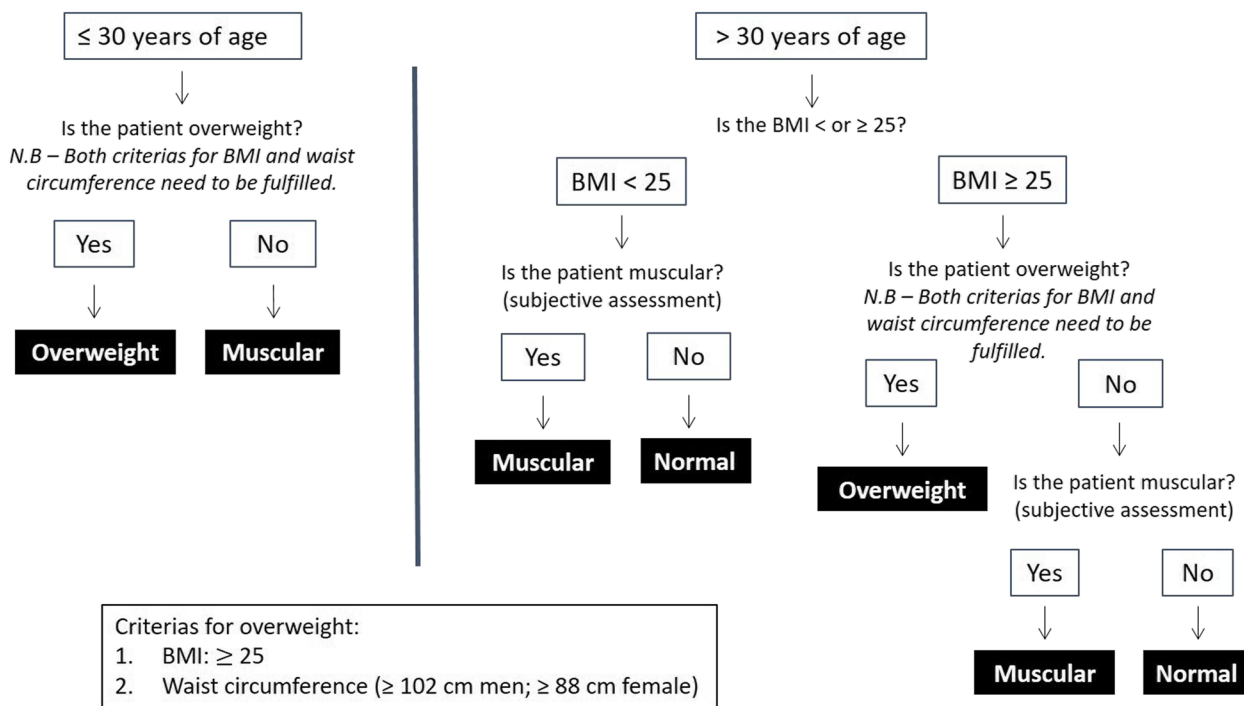 ≤ 30 years of age
Is the patient overweight?
N.B – Both criterias for BMI and waist
circumference need to be fulfilled.
Yes
No
Overweight
Muscular
> 30 years of age
Is the BMI < or ≥ 25?
BMI < 25
Is the patient muscular?
(subjective assessment)
Yes
No
Muscular
Normal
BMI ≥ 25
Is the patient overweight?
N.B – Both criterias for BMI and
waist circumference need to be
fulfilled.
Yes
No
Overweight
Is the patient muscular?
(subjective assessment)
Yes
No
Muscular
Normal
Criterias for overweight:
1. BMI: ≥ 25
2. Waist circumference (≥ 102 cm men; ≥ 88 cm female)